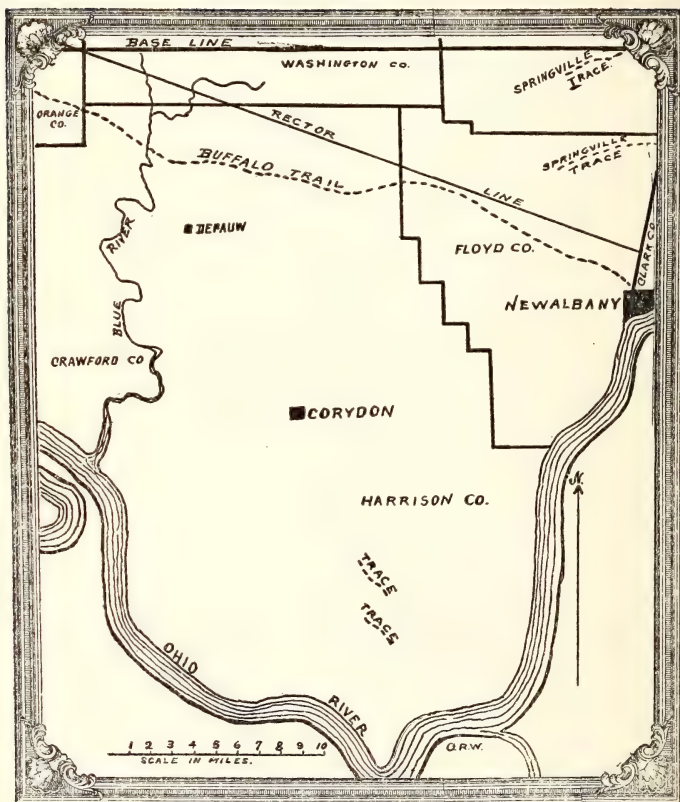 BASE LINE
WASHINGTON CO.
SPRINGVILLE
TRACE
ORANGE
CO.
RECTOR
LINE
BUFFALO TRAIL
SPRINGVILLE
TRACE
DEPAUW
RIVER
BLUE
FLOYD CO.
CLARK CO.
NEWALBANY
CRAWFORD CO
CORYDON
N.
HARRISON CO.
TRACE
TRACE
OHIO
RIVER
1 2 3 4 5 6 7 8 9 10
SCALE IN MILES.
O.R.W.